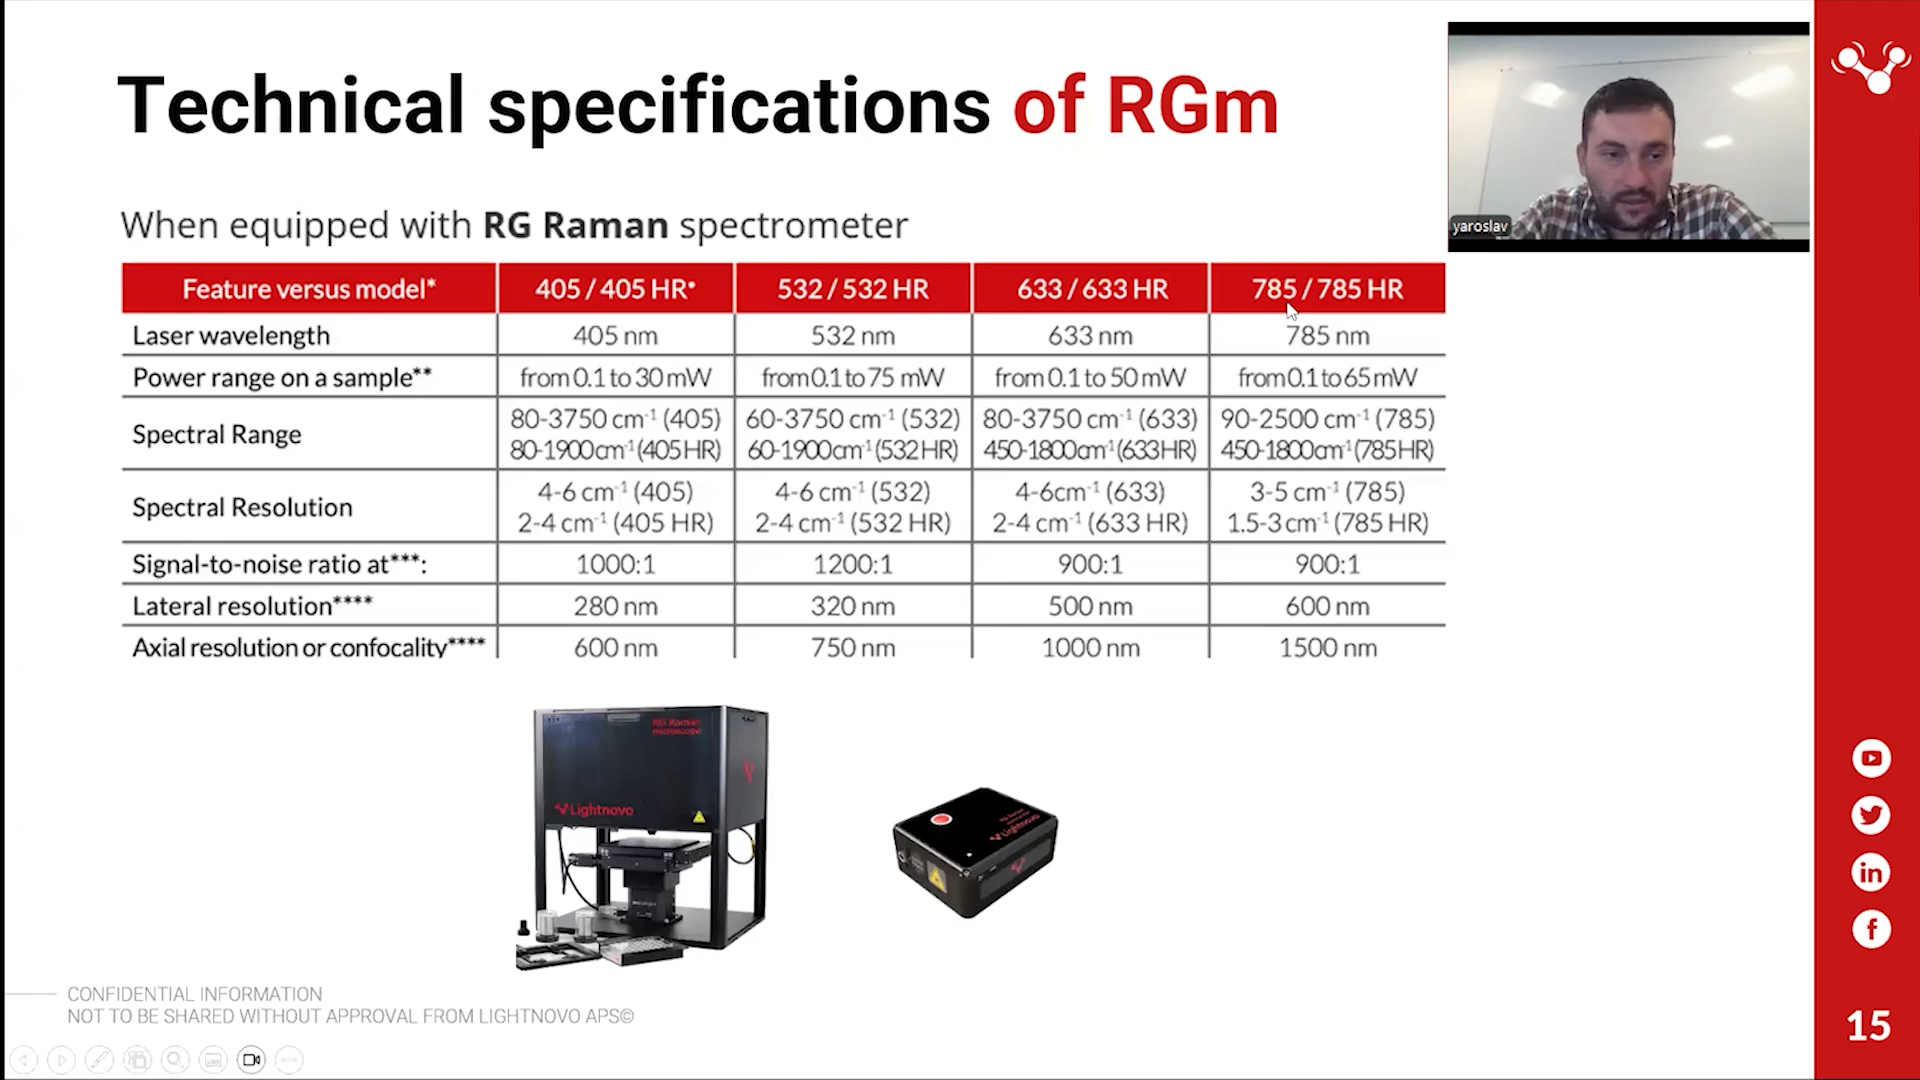 Technical specifications of RGm
yaroslav
When equipped with RG Raman spectrometer
Feature versus model* 405 / 405 HR• 532 / 532 HR 633 / 633 HR 785 / 785 HR
Laser wavelength 405 nm 532 nm 633 nm 785 nm
Power range on a sample** from 0.1 to 30 mW from 0.1 to 75 mW from 0.1 to 50 mW from 0.1 to 65 mW
Spectral Range 80-3750 cm⁻¹ (405) 60-3750 cm⁻¹ (532) 80-3750 cm⁻¹ (633) 90-2500 cm⁻¹ (785)
80-1900cm⁻¹ (405 HR) 60-1900cm⁻¹ (532 HR) 450-1800cm⁻¹ (633 HR) 450-1800cm⁻¹ (785 HR)
Spectral Resolution 4-6 cm⁻¹ (405) 4-6 cm⁻¹ (532) 4-6cm⁻¹ (633) 3-5 cm⁻¹ (785)
2-4 cm⁻¹ (405 HR) 2-4 cm⁻¹ (532 HR) 2-4 cm⁻¹ (633 HR) 1.5-3 cm⁻¹ (785 HR)
Signal-to-noise ratio at***: 1000:1 1200:1 900:1 900:1
Lateral resolution**** 280 nm 320 nm 500 nm 600 nm
Axial resolution or confocality**** 600 nm 750 nm 1000 nm 1500 nm
RG Raman
microscope
Lightnovo
Lightnovo
CONFIDENTIAL INFORMATION
NOT TO BE SHARED WITHOUT APPROVAL FROM LIGHTNOVO APS©
15